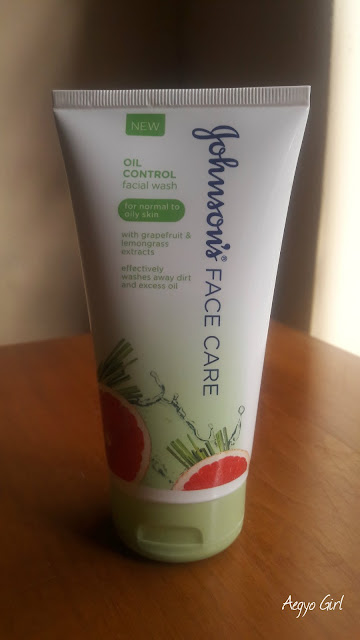 NEW
OIL
CONTROL
facial wash
for normal to
oily skin
with grapefruit &
lemongrass
extracts
effectively
washes away dirt
and excess oil
Johnson's® FACE CARE
Aegyo Girl